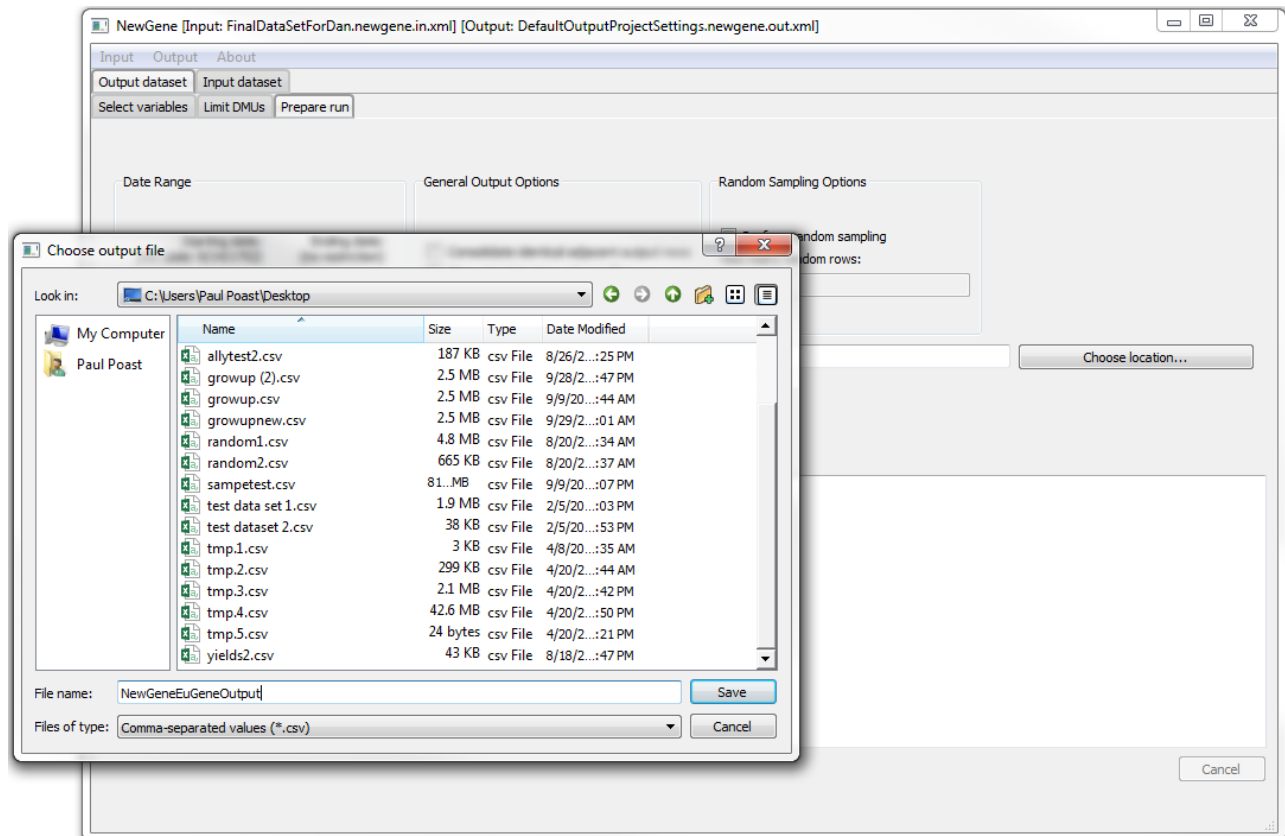 NewGene [Input: FinalDataSetForDan.newgene.in.xml] [Output: DefaultOutputProjectSettings.newgene.out.xml]
Input Output About
Output dataset Input dataset
Select variables Limit DMUs Prepare run
Date Range General Output Options Random Sampling Options
Choose output file
random sampling
random rows:
Look in: C:\Users\Paul Poast\Desktop
My Computer
Paul Poast
Name Size Type Date Modified
allytest2.csv 187 KB csv File 8/26/2...:25 PM
growup (2).csv 2.5 MB csv File 9/28/2...:47 PM
growup.csv 2.5 MB csv File 9/9/20...:44 AM
growupnew.csv 2.5 MB csv File 9/29/2...:01 AM
random1.csv 4.8 MB csv File 8/20/2...:34 AM
random2.csv 665 KB csv File 8/20/2...:37 AM
sampetest.csv 81...MB csv File 9/9/20...:07 PM
test data set 1.csv 1.9 MB csv File 2/5/20...:03 PM
test dataset 2.csv 38 KB csv File 2/5/20...:53 PM
tmp.1.csv 3 KB csv File 4/8/20...:35 AM
tmp.2.csv 299 KB csv File 4/20/2...:44 AM
tmp.3.csv 2.1 MB csv File 4/20/2...:42 PM
tmp.4.csv 42.6 MB csv File 4/20/2...:50 PM
tmp.5.csv 24 bytes csv File 4/20/2...:21 PM
yields2.csv 43 KB csv File 8/18/2...:47 PM
Choose location...
File name: NewGeneEuGeneOutput Save
Files of type: Comma-separated values (*.csv) Cancel
Cancel